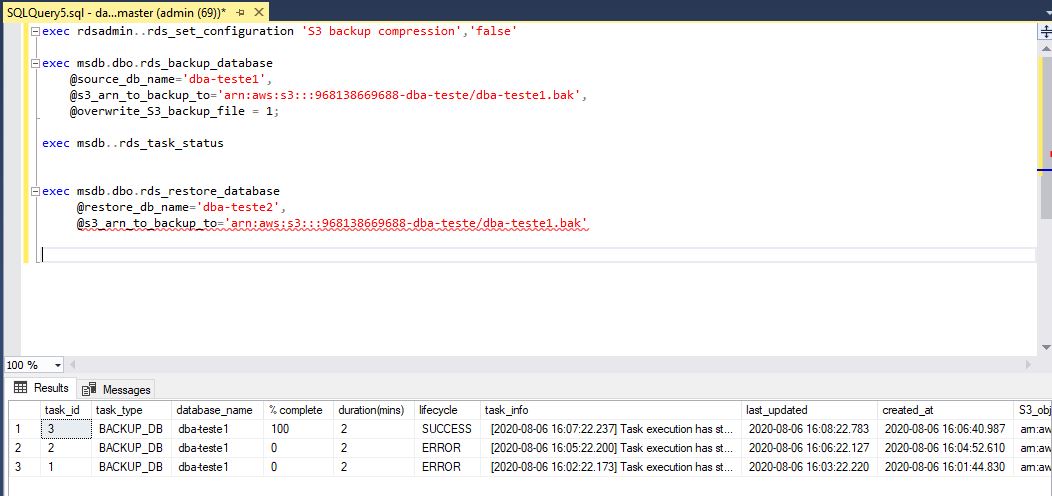 SQLQuery5.sql - da...master (admin (69))*
exec rdsadmin..rds_set_configuration 'S3 backup compression','false'
exec msdb.dbo.rds_backup_database
@source_db_name='dba-teste1',
@s3_arn_to_backup_to='arn:aws:s3:::968138669688-dba-teste/dba-teste1.bak',
@overwrite_S3_backup_file = 1;
exec msdb..rds_task_status
exec msdb.dbo.rds_restore_database
@restore_db_name='dba-teste2',
@s3_arn_to_backup_to='arn:aws:s3:::968138669688-dba-teste/dba-teste1.bak'
100 %
Results Messages
task_id task_type database_name % complete duration(mins) lifecycle task_info last_updated created_at S3_obj
1 3 BACKUP_DB dba-teste1 100 2 SUCCESS [2020-08-06 16:07:22.237] Task execution has st... 2020-08-06 16:08:22.783 2020-08-06 16:06:40.987 arn:aw
2 2 BACKUP_DB dba-teste1 0 2 ERROR [2020-08-06 16:05:22.200] Task execution has st... 2020-08-06 16:06:22.127 2020-08-06 16:04:52.610 arn:aw
3 1 BACKUP_DB dba-teste1 0 2 ERROR [2020-08-06 16:02:22.173] Task execution has st... 2020-08-06 16:03:22.220 2020-08-06 16:01:44.830 arn:aw